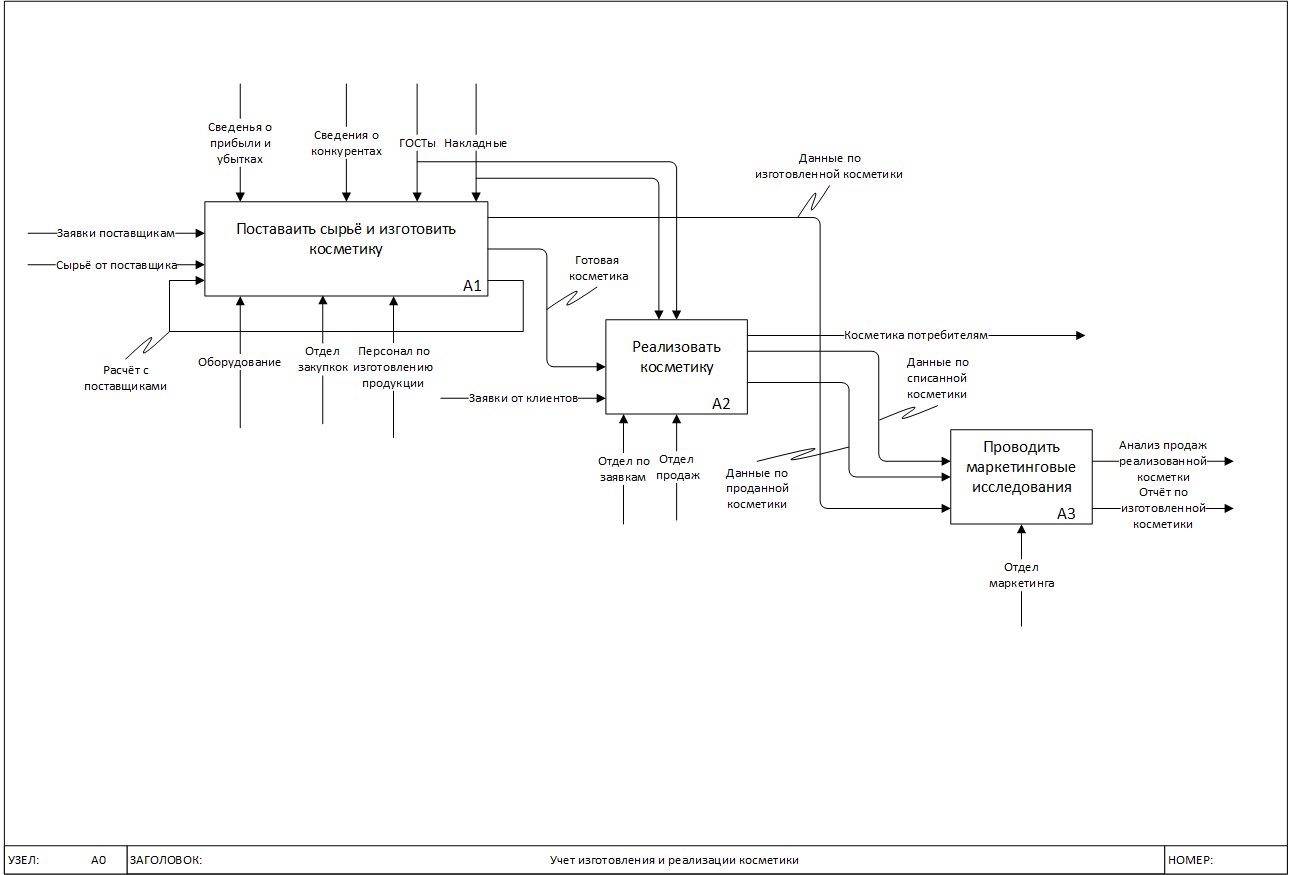 Сведенья о
прибыли и
убытках
Сведения о
конкурентах
ГОСТы
Накладные
Данные по
изготовленной косметики
Заявки поставщикам
Сырьё от поставщика
Поставаить сырьё и изготовить
косметику
A1
Готовая
косметика
Расчёт с
поставщиками
Оборудование
Отдел
закупкок
Персонал по
изготовлению
продукции
Заявки от клиентов
Реализовать
косметику
A2
Косметика потребителям
Данные по
списанной
косметики
Отдел по
заявкам
Отдел
продаж
Данные по
проданной
косметики
Проводить
маркетинговые
исследования
A3
Анализ продаж
реализованной
косметки
Отчёт по
изготовленной
косметики
Отдел
маркетинга
УЗЕЛ: A0
ЗАГОЛОВОК: Учет изготовления и реализации косметики
НОМЕР: